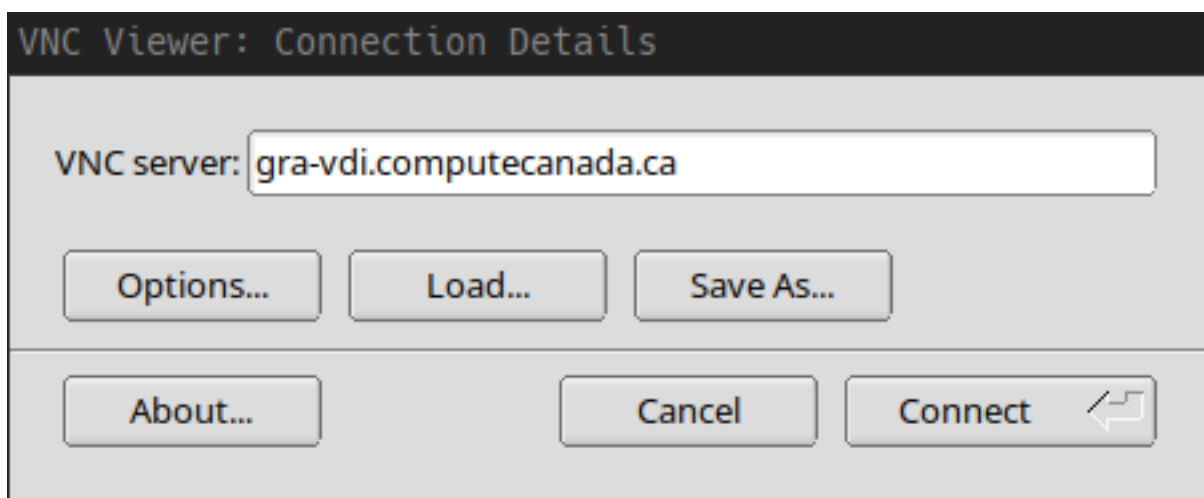 VNC Viewer: Connection Details
VNC server: gra-vdi.computecanada.ca
Options... Load... Save As...
About... Cancel Connect